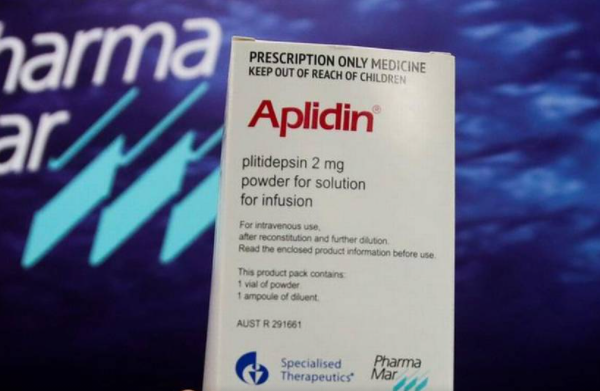 harma
ar
PRESCRIPTION ONLY MEDICINE
KEEP OUT OF REACH OF CHILDREN
Aplidin®
plitidepsin 2 mg
powder for solution
for infusion
For intravenous use,
after reconstitution and further dilution.
Read the enclosed product information before use.
This product pack contains:
1 vial of powder
1 ampoule of diluent.
AUST R 291661
Specialised
Therapeutics®
Pharma
Mar